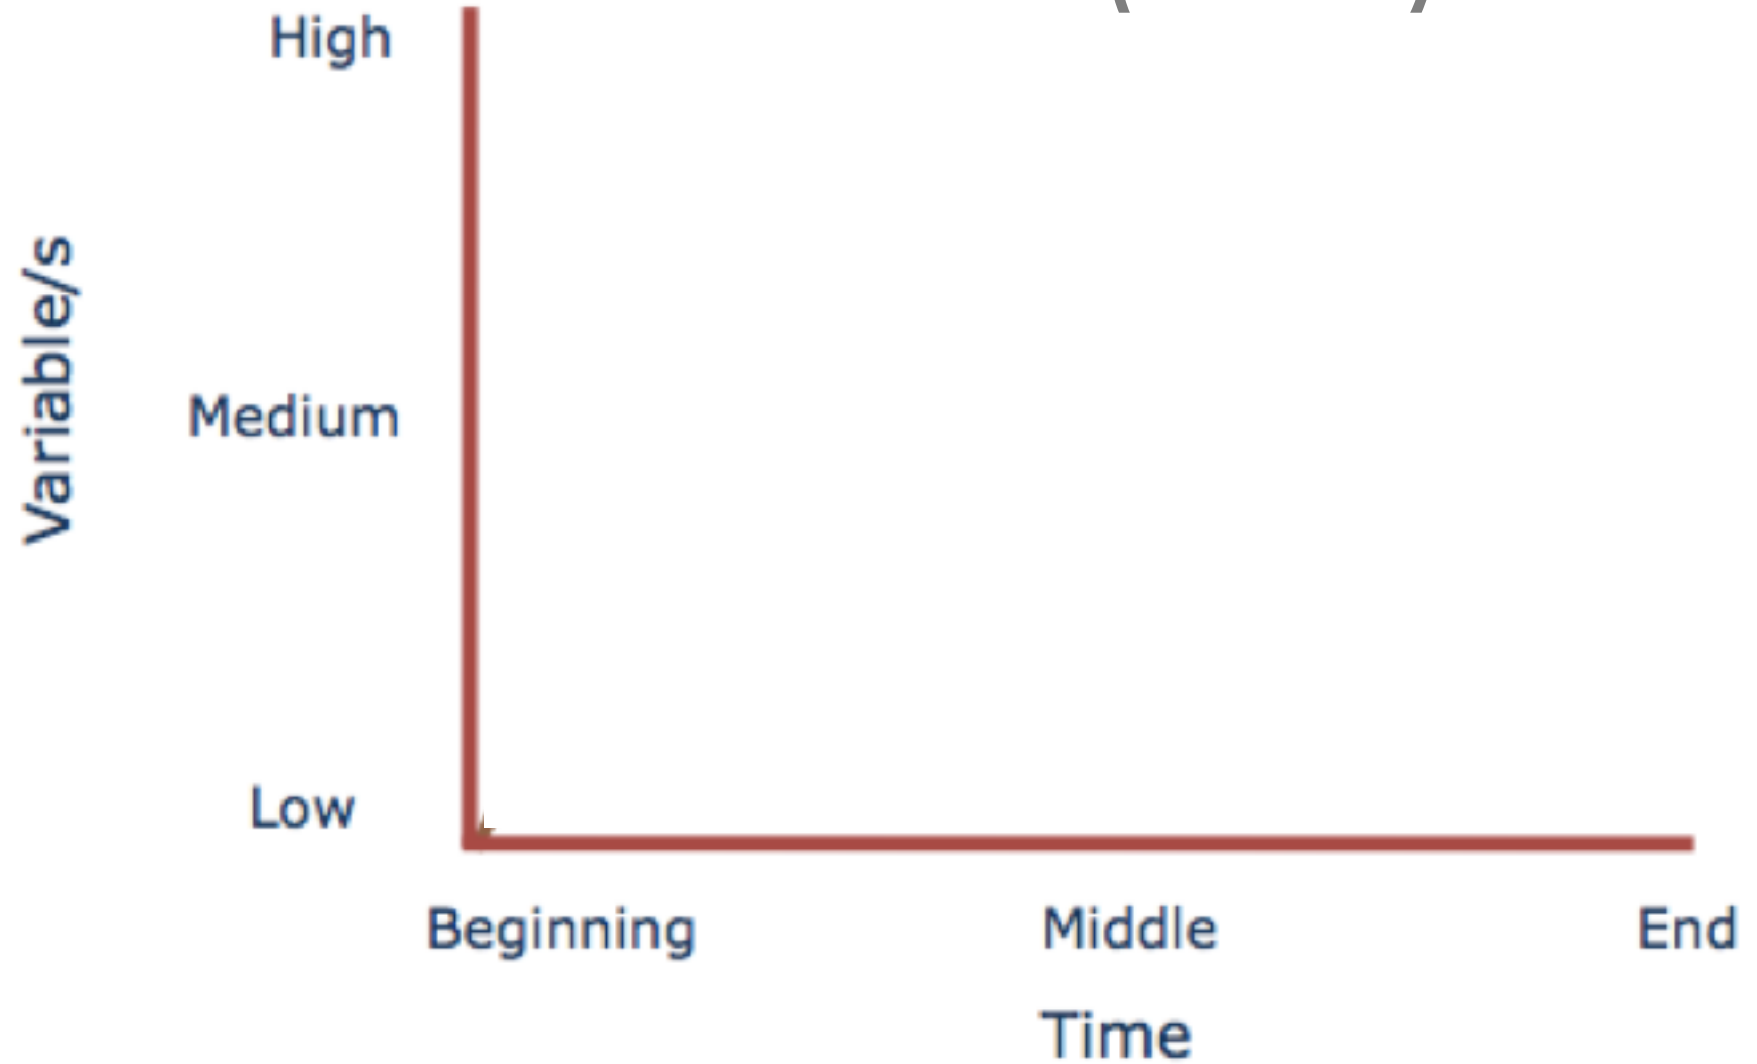 High
Variable/s
Medium
Low
Beginning Middle End
Time